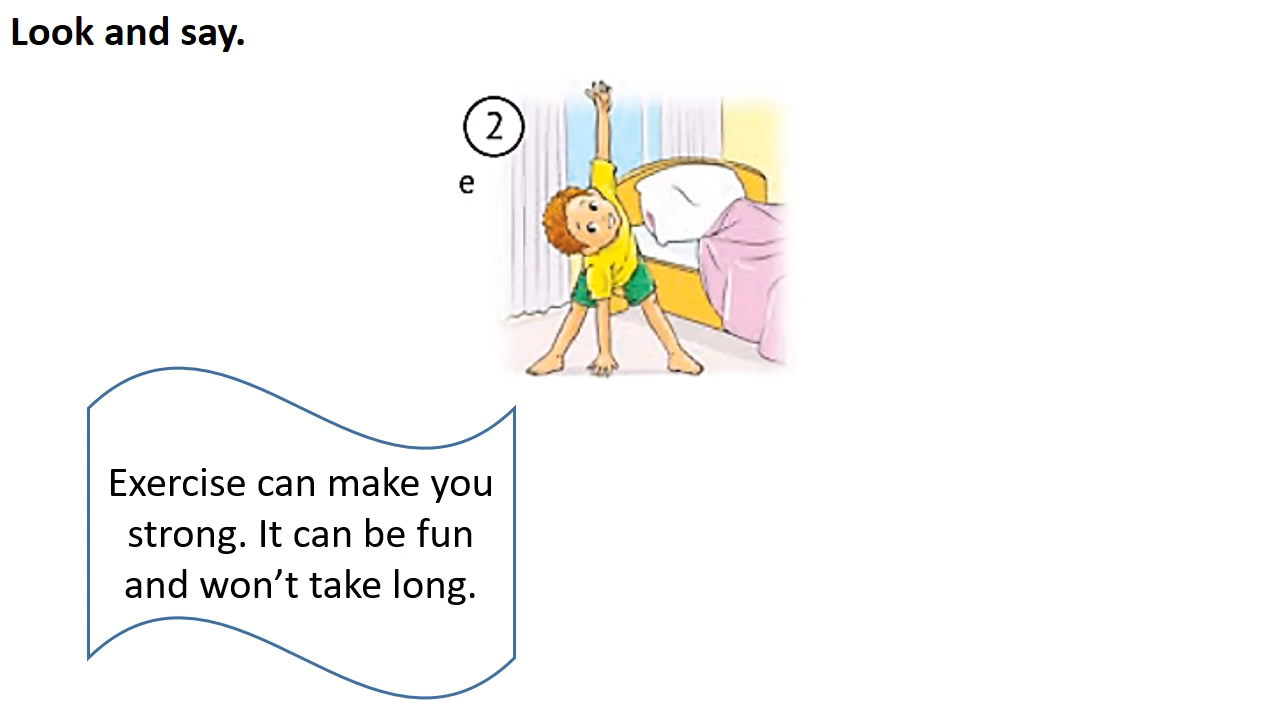 Look and say.
2
e
Exercise can make you
strong. It can be fun
and won’t take long.